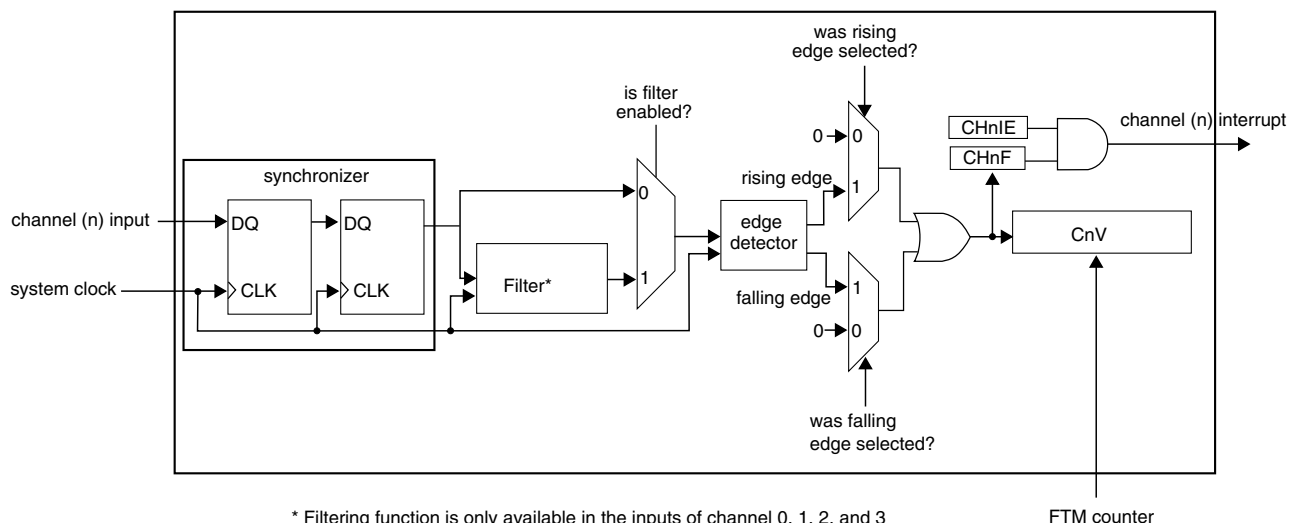 was rising
edge selected?
is filter
enabled?
synchronizer
channel (n) input
system clock
DQ
CLK
DQ
CLK
Filter*
0
1
edge
detector
rising edge
falling edge
0
0
1
1
0
0
was falling
edge selected?
CHnIE
CHnF
channel (n) interrupt
CnV
* Filtering function is only available in the inputs of channel 0, 1, 2, and 3
FTM counter